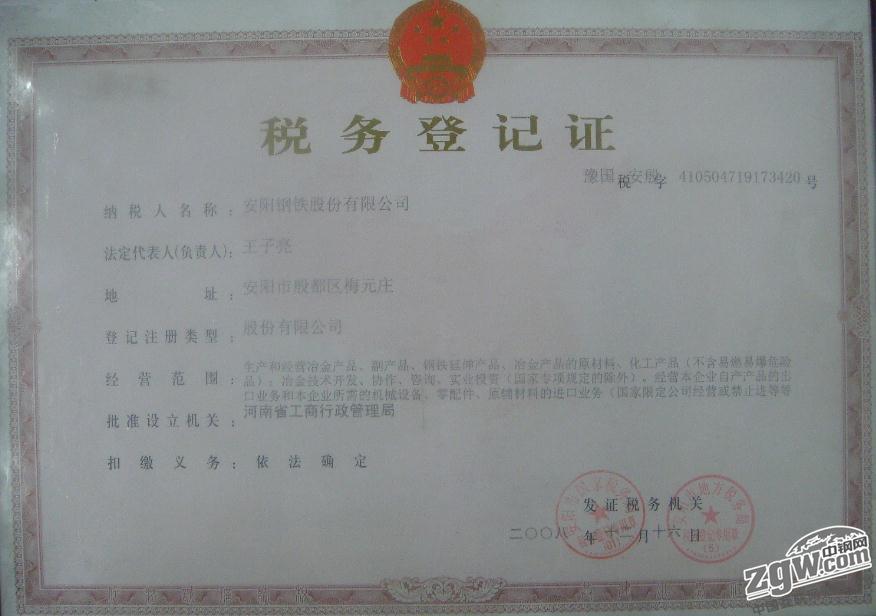 税务登记证
豫国 税 安殷 字 410504719173420 号
纳税人名称：安阳钢铁股份有限公司
法定代表人(负责人)：王子亮
地 址：安阳市殷都区梅元庄
登记注册类型：股份有限公司
经营范围：生产和经营冶金产品、副产品、钢铁延伸产品、冶金产品的原材料、化工产品（不含易燃易爆危险
品）；冶金技术开发、协作、咨询、实业投资（国家专项规定的除外）。经营本企业自产产品的出
口业务和本企业所需的机械设备、零配件、原辅材料的进口业务（国家限定公司经营或禁止进等等
批准设立机关：河南省工商行政管理局
扣缴义务：依法确定
发证税务机关
二〇〇八年十二月十六日
地方税务局
(5)
中钢网
zgw.com